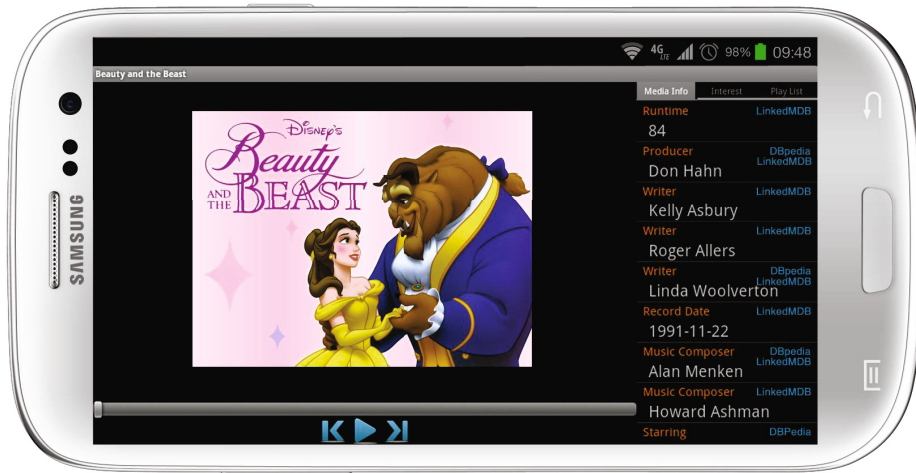 4G LTE 98% 09:48
Beauty and the Beast
Media Info Interest Play List
DISNEY'S
Beauty
AND THE BEAST
Runtime LinkedMDB
84
Producer DBpedia LinkedMDB
Don Hahn
Writer LinkedMDB
Kelly Asbury
Writer LinkedMDB
Roger Allers
Writer DBpedia LinkedMDB
Linda Woolverton
Record Date LinkedMDB
1991-11-22
Music Composer DBpedia LinkedMDB
Alan Menken
Music Composer LinkedMDB
Howard Ashman
Starring DBPedia
SAMSUNG